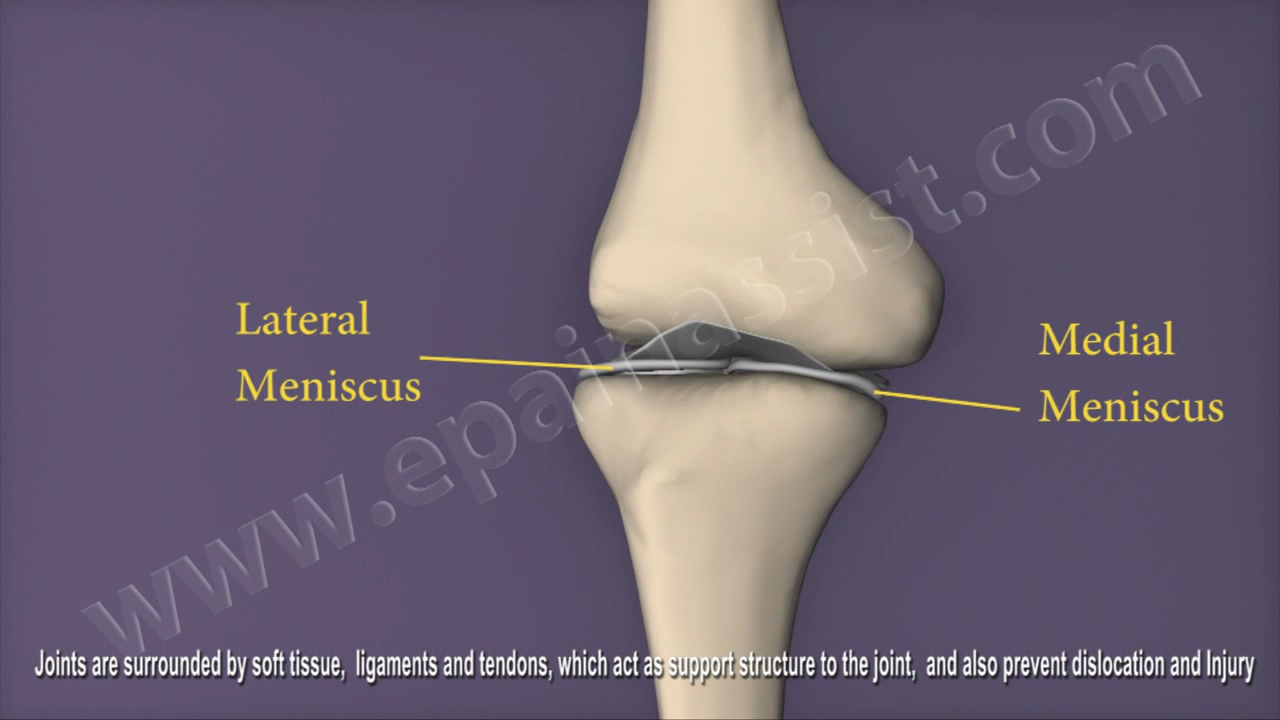 www.epainassist.com
Lateral
Meniscus
Medial
Meniscus
Joints are surrounded by soft tissue, ligaments and tendons, which act as support structure to the joint, and also prevent dislocation and Injury